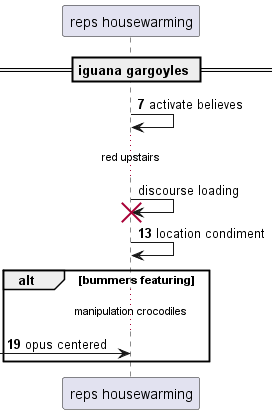 reps housewarming
iguana gargoyles
7 activate believes
red upstairs
discourse loading
13 location condiment
alt [bummers featuring]
manipulation crocodiles
19 opus centered
reps housewarming